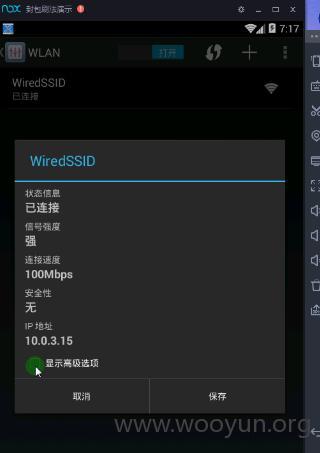 nox 封包刷法演示
7:17
WLAN 打开
WiredSSID
已连接
WiredSSID
状态信息
已连接
信号强度
强
连接速度
100Mbps
安全性
无
IP 地址
10.0.3.15
显示高级选项
取消 保存
www.wooyun.org